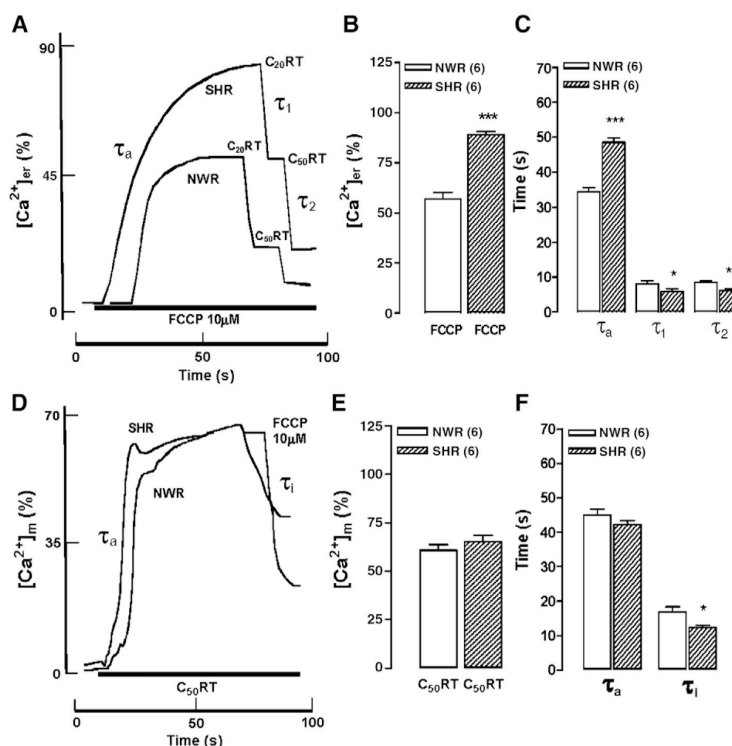 A
90
45
0
[Ca²⁺]er (%)
τa
SHR
NWR
C₂₀RT
τ₁
C₂₀RT
C₅₀RT
C₅₀RT
τ₂
FCCP 10µM
0 50 100
Time (s)
B
NWR (6)
SHR (6)
125
100
75
50
25
0
[Ca²⁺]er (%)
***
FCCP FCCP
C
NWR (6)
SHR (6)
70
60
50
40
30
20
10
0
Time (s)
***
*
*
τa τ₁ τ₂
D
70
35
0
[Ca²⁺]m (%)
SHR
NWR
τa
FCCP
10µM
τi
C₅₀RT
0 50 100
Time (s)
E
NWR (6)
SHR (6)
125
100
75
50
25
0
[Ca²⁺]m (%)
C₅₀RT C₅₀RT
F
NWR (6)
SHR (6)
70
60
50
40
30
20
10
0
Time (s)
*
τa τi